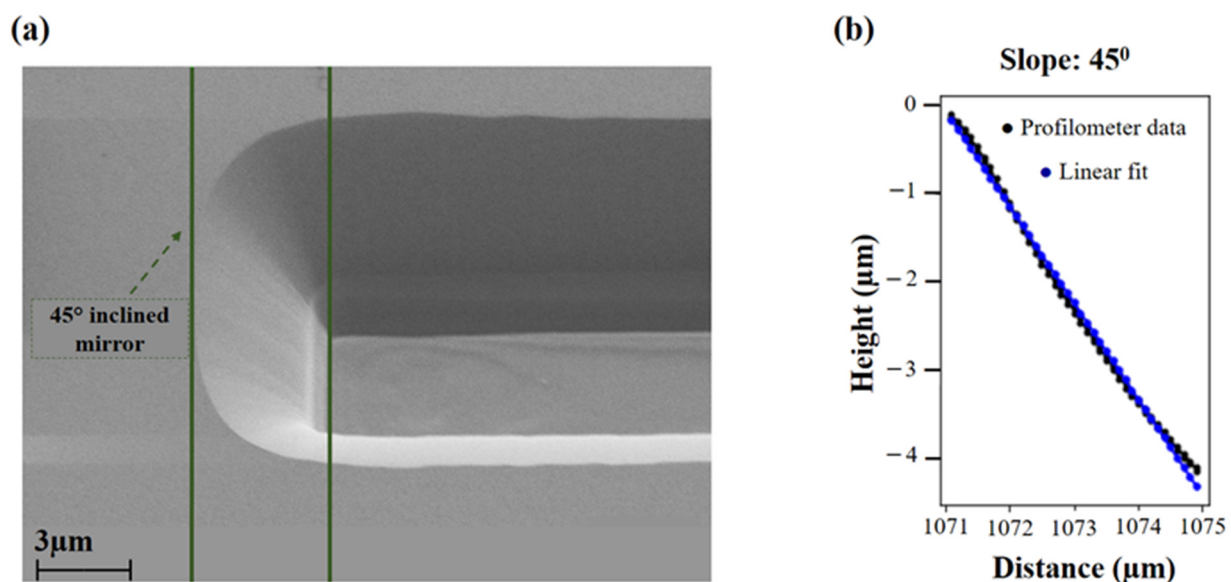 (a)
45° inclined
mirror
3μm
(b)
Slope: 45⁰
Profilometer data
Linear fit
0
−1
−2
−3
−4
Height (μm)
1071 1072 1073 1074 1075
Distance (μm)